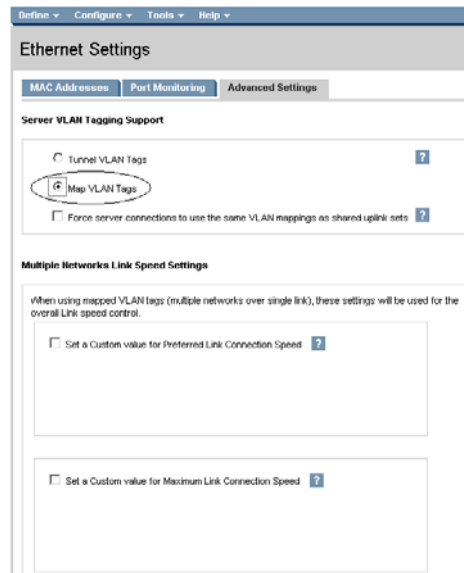 Define Configure Tools Help
Ethernet Settings
MAC Addresses Port Monitoring Advanced Settings
Server VLAN Tagging Support
Tunnel VLAN Tags ?
Map VLAN Tags
Force server connections to use the same VLAN mappings as shared uplink sets ?
Multiple Networks Link Speed Settings
When using mapped VLAN tags (multiple networks over single link), these settings will be used for the
overall Link speed control.
Set a Custom value for Preferred Link Connection Speed ?
Set a Custom value for Maximum Link Connection Speed ?